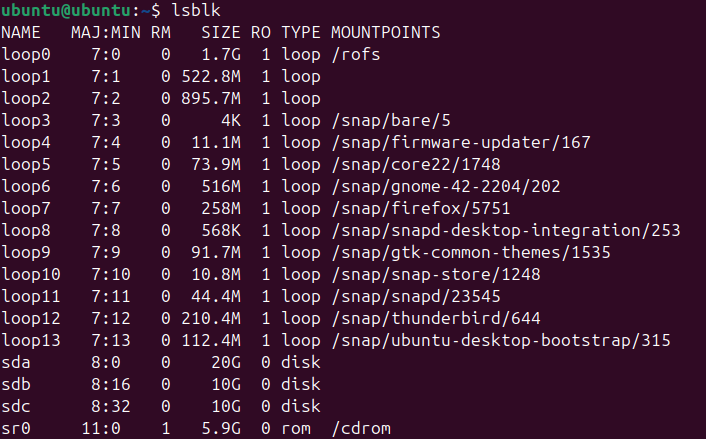 ubuntu@ubuntu:~$ lsblk
NAME   MAJ:MIN RM   SIZE RO TYPE MOUNTPOINTS
loop0    7:0    0   1.7G  1 loop /rofs
loop1    7:1    0 522.8M  1 loop
loop2    7:2    0 895.7M  1 loop
loop3    7:3    0     4K  1 loop /snap/bare/5
loop4    7:4    0  11.1M  1 loop /snap/firmware-updater/167
loop5    7:5    0  73.9M  1 loop /snap/core22/1748
loop6    7:6    0   516M  1 loop /snap/gnome-42-2204/202
loop7    7:7    0   258M  1 loop /snap/firefox/5751
loop8    7:8    0   568K  1 loop /snap/snapd-desktop-integration/253
loop9    7:9    0  91.7M  1 loop /snap/gtk-common-themes/1535
loop10   7:10   0  10.8M  1 loop /snap/snap-store/1248
loop11   7:11   0  44.4M  1 loop /snap/snapd/23545
loop12   7:12   0 210.4M  1 loop /snap/thunderbird/644
loop13   7:13   0 112.4M  1 loop /snap/ubuntu-desktop-bootstrap/315
sda      8:0    0    20G  0 disk
sdb      8:16   0    10G  0 disk
sdc      8:32   0    10G  0 disk
sr0     11:0    1   5.9G  0 rom  /cdrom